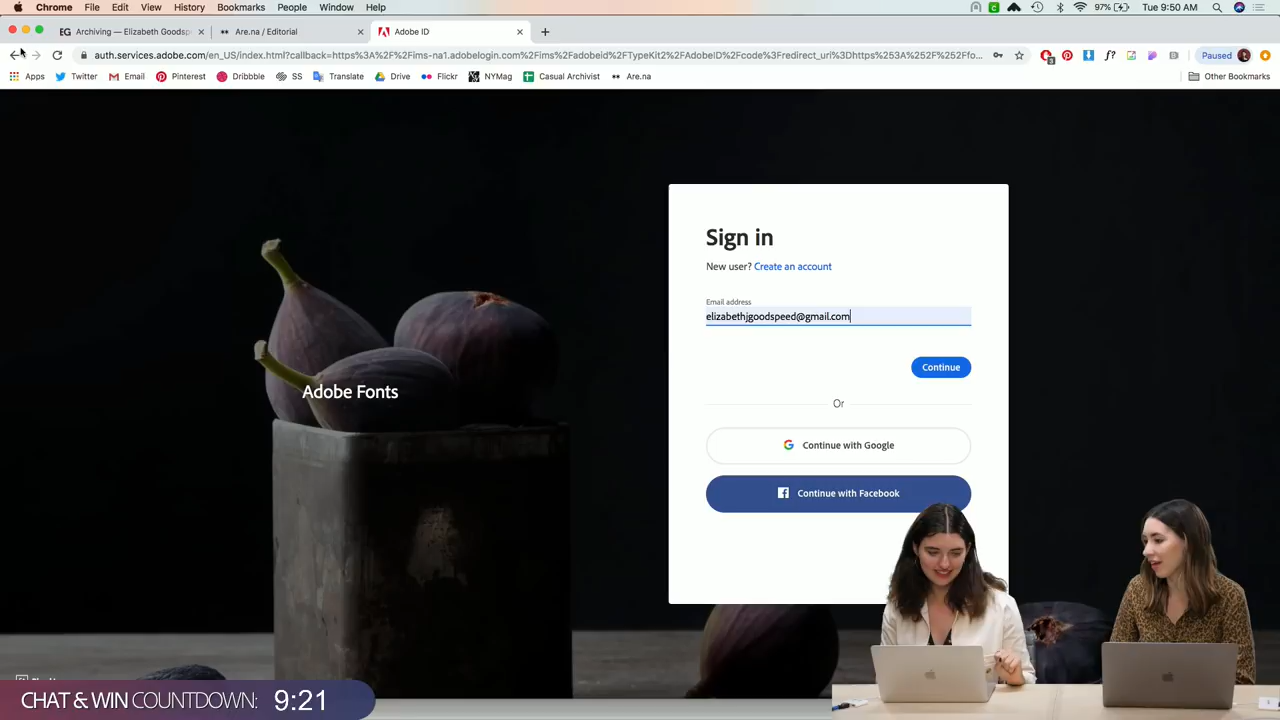 Chrome File Edit View History Bookmarks People Window Help 97% Tue 9:50 AM
EG Archiving — Elizabeth Goodsp × Are.na / Editorial × Adobe ID × +
auth.services.adobe.com/en_US/index.html?callback=https%3A%2F%2Fims-na1.adobelogin.com%2Fims%2Fadobeid%2FTypeKit2%2FAdobeID%2Fcode%3Fredirect_uri%3Dhttps%253A%252F%252Ffo... Paused
Apps Twitter Email Pinterest Dribbble SS Translate Drive Flickr NYMag Casual Archivist Are.na Other Bookmarks
Sign in
New user? Create an account
Email address
elizabethjgoodspeed@gmail.com
Continue
Or
Continue with Google
Continue with Facebook
Adobe Fonts
CHAT & WIN COUNTDOWN: 9:21